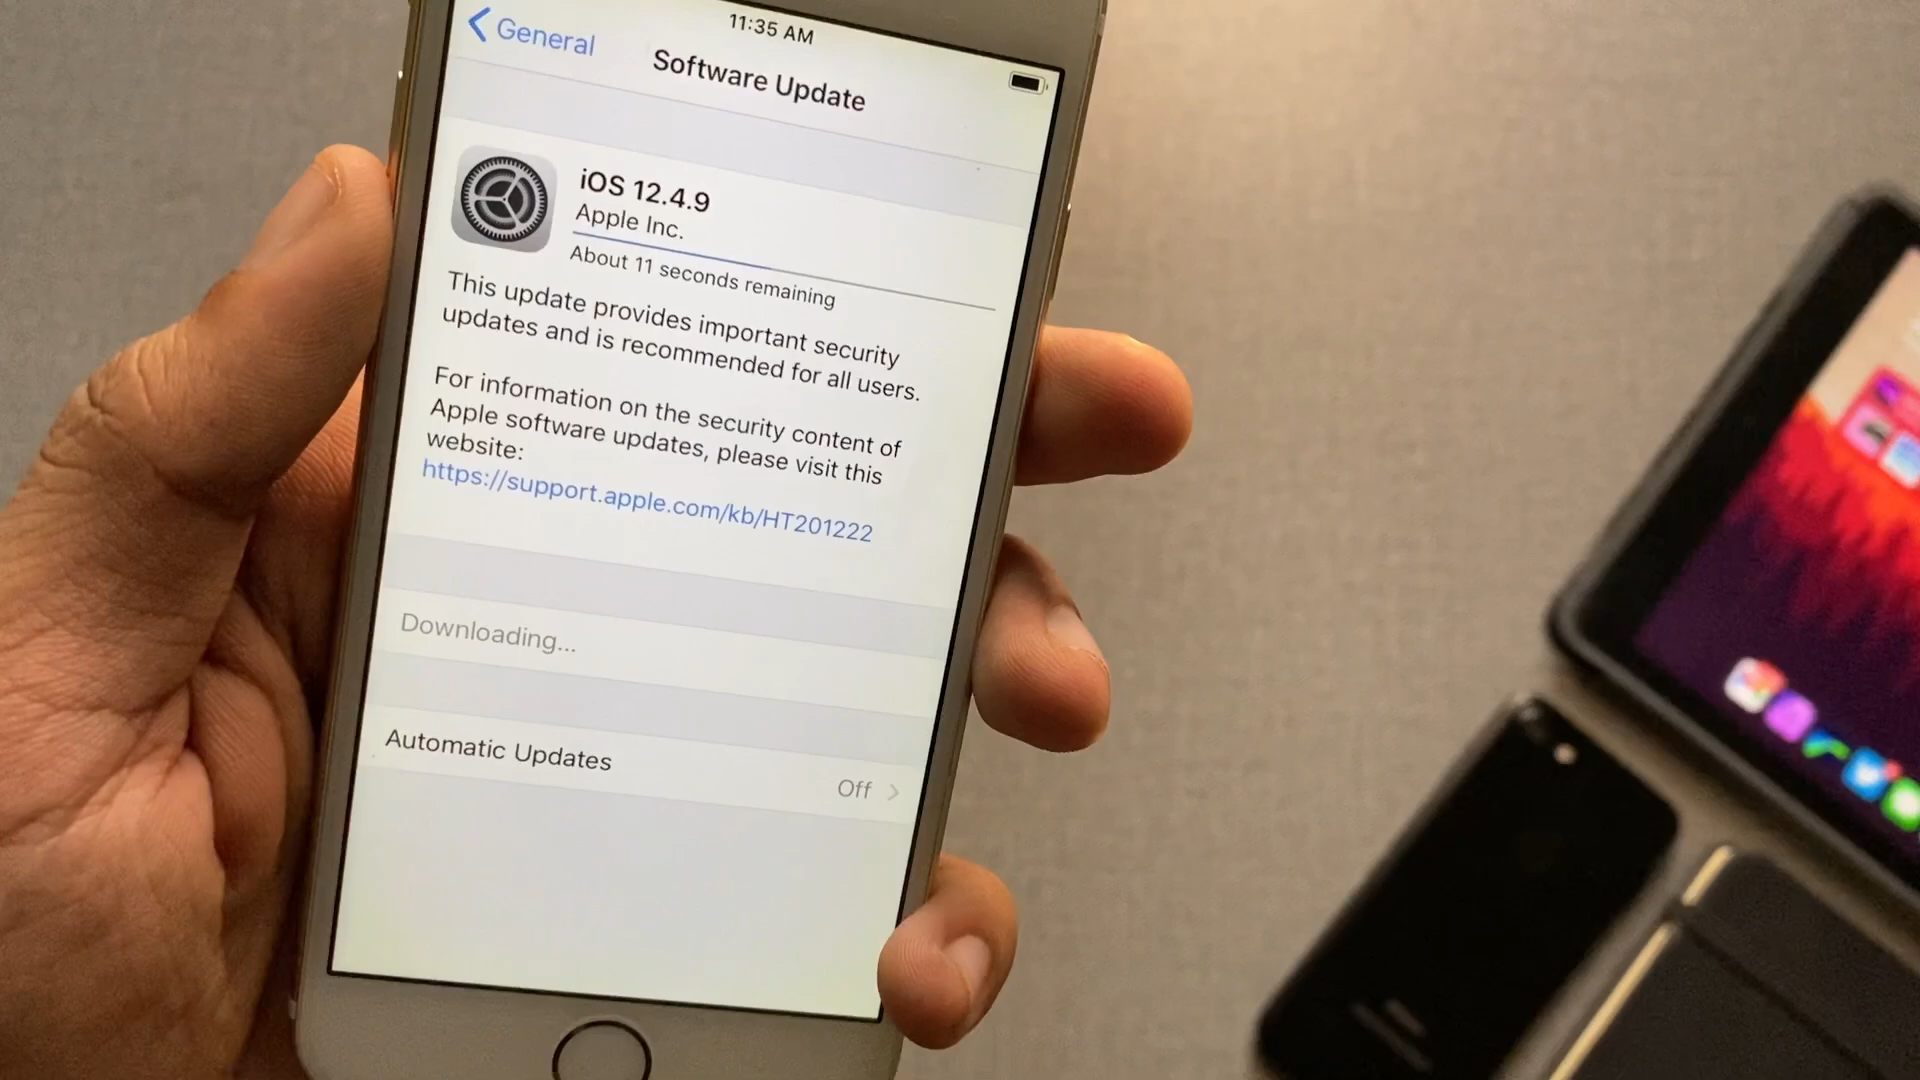 11:35 AM
General
Software Update
iOS 12.4.9
Apple Inc.
About 11 seconds remaining
This update provides important security
updates and is recommended for all users.
For information on the security content of
Apple software updates, please visit this
website:
https://support.apple.com/kb/HT201222
Downloading...
Automatic Updates
Off